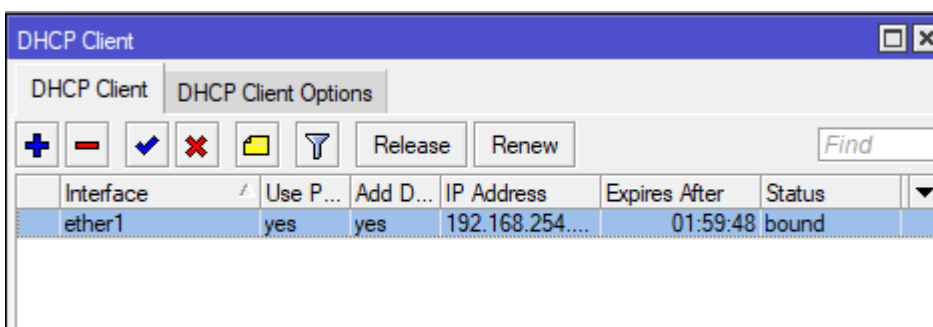 DHCP Client
DHCP Client DHCP Client Options
Release Renew Find
Interface Use P... Add D... IP Address Expires After Status
ether1 yes yes 192.168.254.... 01:59:48 bound